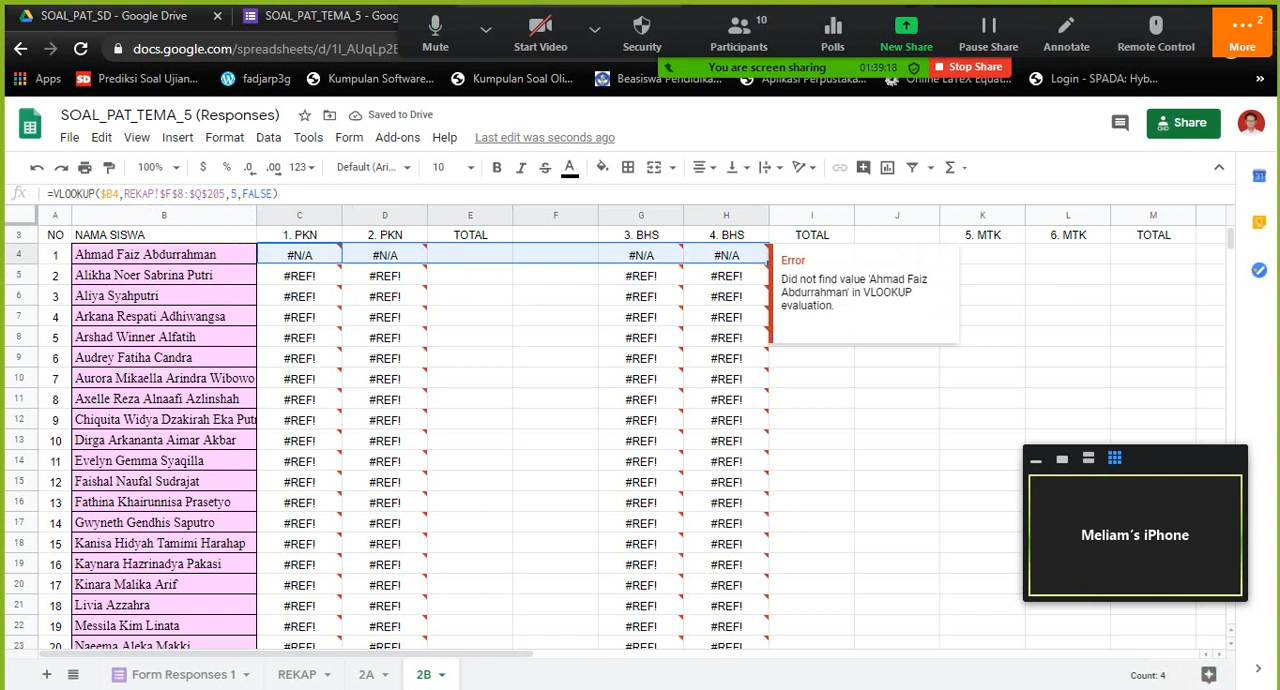 SOAL_PAT_SD - Google Drive
SOAL_PAT_TEMA_5 - Goog
docs.google.com/spreadsheets/d/1I_AUqLp2E
Mute
Start Video
Security
10
Participants
Polls
New Share
Pause Share
Annotate
Remote Control
2
More
You are screen sharing
01:39:18
Stop Share
Apps
Prediksi Soal Ujian...
fadjarp3g
Kumpulan Software...
Kumpulan Soal Oli...
Beasiswa Pendidika...
Aplikasi Perpustaka...
Online LaTeX Equat...
Login - SPADA: Hyb...
SOAL_PAT_TEMA_5 (Responses)
Saved to Drive
File Edit View Insert Format Data Tools Form Add-ons Help Last edit was seconds ago
Share
100% $ % .0 .00 123 Default (Ari... 10 B I S A
fx =VLOOKUP($B4,REKAP!$F$8:$Q$205,5,FALSE)
A B C D E F G H I J K L M
3 NO NAMA SISWA 1. PKN 2. PKN TOTAL 3. BHS 4. BHS TOTAL 5. MTK 6. MTK TOTAL
4 1 Ahmad Faiz Abdurrahman #N/A #N/A #N/A #N/A
Error
Did not find value 'Ahmad Faiz
Abdurrahman' in VLOOKUP
evaluation.
5 2 Alikha Noer Sabrina Putri #REF! #REF! #REF! #REF!
6 3 Aliya Syahputri #REF! #REF! #REF! #REF!
7 4 Arkana Respati Adhiwangsa #REF! #REF! #REF! #REF!
8 5 Arshad Winner Alfatih #REF! #REF! #REF! #REF!
9 6 Audrey Fatiha Candra #REF! #REF! #REF! #REF!
10 7 Aurora Mikaella Arindra Wibowo #REF! #REF! #REF! #REF!
11 8 Axelle Reza Alnaafi Azlinshah #REF! #REF! #REF! #REF!
12 9 Chiquita Widya Dzakirah Eka Putr #REF! #REF! #REF! #REF!
13 10 Dirga Arkananta Aimar Akbar #REF! #REF! #REF! #REF!
14 11 Evelyn Gemma Syaqilla #REF! #REF! #REF! #REF!
15 12 Faishal Naufal Sudrajat #REF! #REF! #REF! #REF!
16 13 Fathina Khairunnisa Prasetyo #REF! #REF! #REF! #REF!
17 14 Gwyneth Gendhis Saputro #REF! #REF! #REF! #REF!
18 15 Kanisa Hidyah Tamimi Harahap #REF! #REF! #REF! #REF!
19 16 Kaynara Hazrinadya Pakasi #REF! #REF! #REF! #REF!
20 17 Kinara Malika Arif #REF! #REF! #REF! #REF!
21 18 Livia Azzahra #REF! #REF! #REF! #REF!
22 19 Messila Kim Linata #REF! #REF! #REF! #REF!
23 20 Naeema Aleka Makki #REF! #REF! #REF! #REF!
Meliam's iPhone
Form Responses 1 REKAP 2A 2B
Count: 4